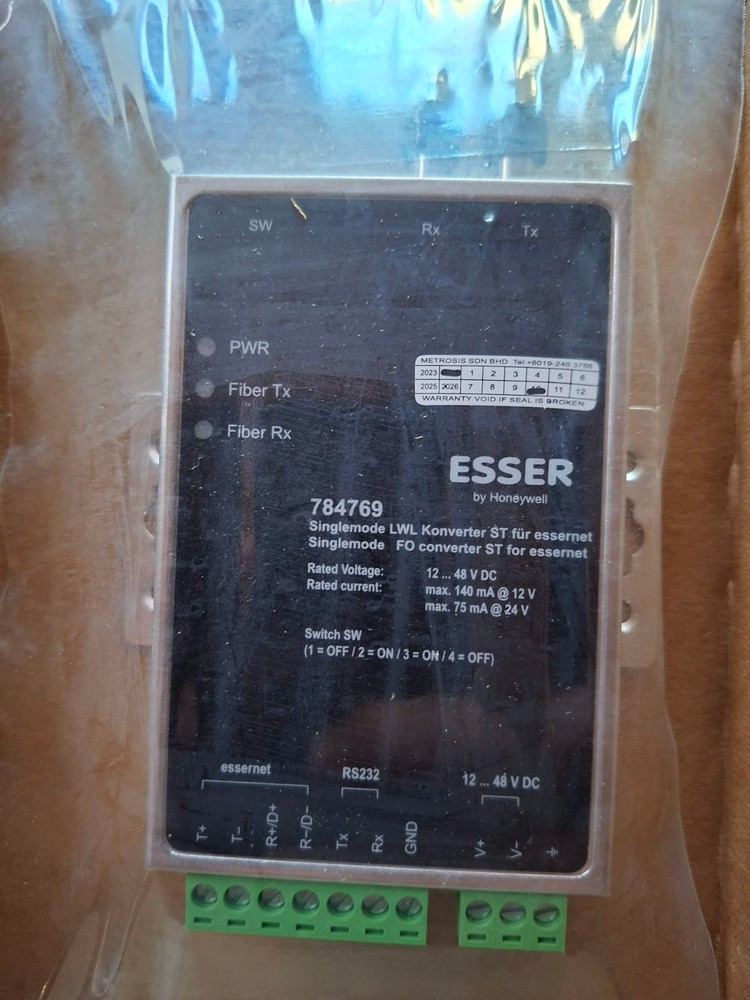 SW Rx Tx
PWR
Fiber Tx
Fiber Rx
METROSIS SDN BHD Tel:+6019-240 3756
2023 1 2 3 4 5 6
2025 2026 7 8 9 11 12
WARRANTY VOID IF SEAL IS BROKEN
ESSER
by Honeywell
784769
Singlemode LWL Konverter ST für essernet
Singlemode FO converter ST for essernet
Rated Voltage: 12 ... 48 V DC
Rated current: max. 140 mA @ 12 V
max. 75 mA @ 24 V
Switch SW
(1 = OFF / 2 = ON / 3 = ON / 4 = OFF)
essernet RS232 12 ... 48 V DC
T+ T− R+/D+ R−/D− Tx Rx GND V+ V−